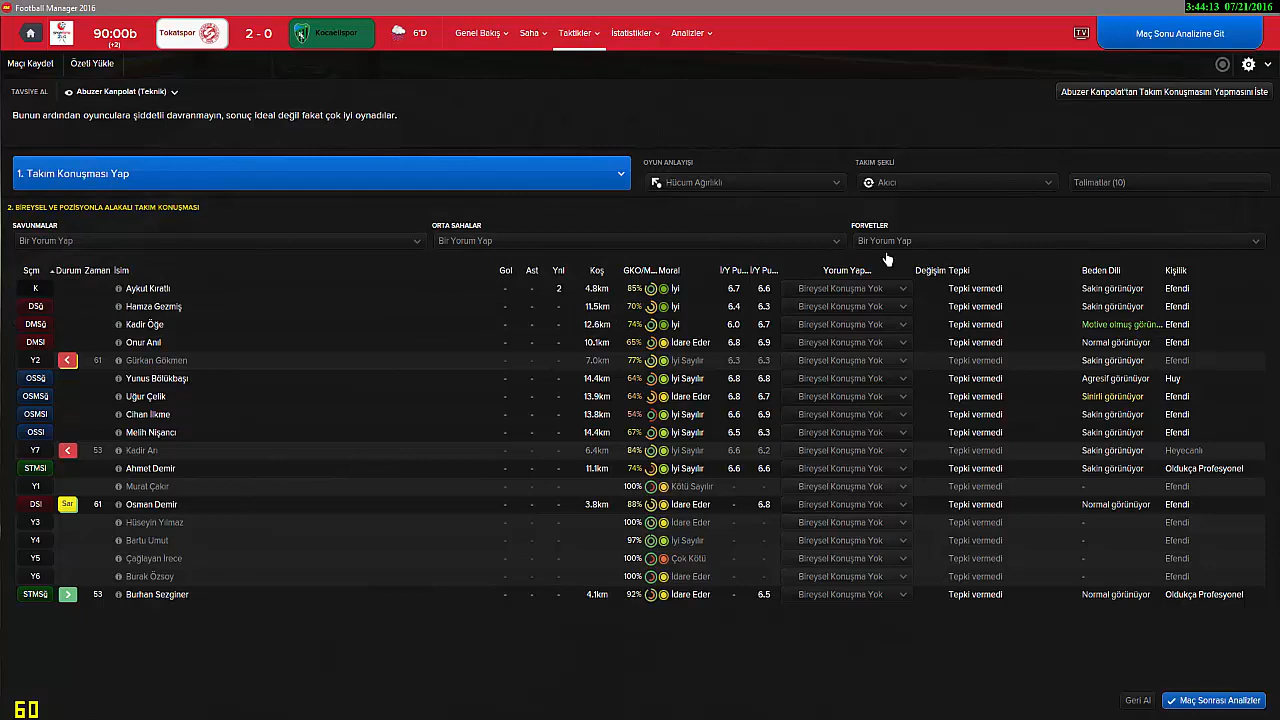 Football Manager 2016
3:44:13 07/21/2016
90:00b
(+2)
Tokatspor
2 - 0
Kocaelispor
6°D
Genel Bakış
Saha
Taktikler
İstatistikler
Analizler
TV
Maç Sonu Analizine Git
Maçı Kaydet
Özeti Yükle
TAVSİYE AL
Abuzer Kanpolat (Teknik)
Abuzer Kanpolat'tan Takım Konuşmasını Yapmasını İste
Bunun ardından oyunculara şiddetli davranmayın, sonuç ideal değil fakat çok iyi oynadılar.
1. Takım Konuşması Yap
OYUN ANLAYIŞI
Hücum Ağırlıklı
TAKIM ŞEKLİ
Akıcı
Talimatlar (10)
2. BİREYSEL VE POZİSYONLA ALAKALI TAKIM KONUŞMASI
SAVUNMALAR
Bir Yorum Yap
ORTA SAHALAR
Bir Yorum Yap
FORVETLER
Bir Yorum Yap
Sçm Durum Zaman İsim Gol Ast Ynl Koş GKO/M... Moral İ/Y Pu... İ/Y Pu... Yorum Yap... Değişim Tepki Beden Dili Kişilik
K Aykut Kıratlı - - 2 4.8km 85% İyi 6.7 6.6 Bireysel Konuşma Yok Tepki vermedi Sakin görünüyor Efendi
DSğ Hamza Gezmiş - - - 11.5km 70% İyi 6.4 6.3 Bireysel Konuşma Yok Tepki vermedi Sakin görünüyor Efendi
DMSğ Kadir Öğe - - - 12.6km 74% İyi 6.0 6.7 Bireysel Konuşma Yok Tepki vermedi Motive olmuş görün... Efendi
DMSl Onur Anıl - - - 10.1km 65% İdare Eder 6.8 6.9 Bireysel Konuşma Yok Tepki vermedi Normal görünüyor Efendi
Y2 61 Gürkan Gökmen - - - 7.0km 77% İyi Sayılır 6.3 6.3 Bireysel Konuşma Yok Tepki vermedi Sakin görünüyor Efendi
OSSğ Yunus Bölükbaşı - - - 14.4km 64% İyi Sayılır 6.8 6.8 Bireysel Konuşma Yok Tepki vermedi Agresif görünüyor Huy
OSMSğ Uğur Çelik - - - 13.9km 64% İdare Eder 6.8 6.7 Bireysel Konuşma Yok Tepki vermedi Sinirli görünüyor Efendi
OSMSl Cihan İlkme - - - 13.8km 54% İyi Sayılır 6.6 6.9 Bireysel Konuşma Yok Tepki vermedi Sakin görünüyor Efendi
OSSl Melih Nişancı - - - 14.4km 67% İyi Sayılır 6.5 6.3 Bireysel Konuşma Yok Tepki vermedi Sakin görünüyor Efendi
Y7 53 Kadir Arı - - - 6.4km 84% İyi Sayılır 6.6 6.2 Bireysel Konuşma Yok Tepki vermedi Sakin görünüyor Heyecanlı
STMSl Ahmet Demir - - - 11.1km 74% İyi Sayılır 6.6 6.6 Bireysel Konuşma Yok Tepki vermedi Sakin görünüyor Oldukça Profesyonel
Y1 Murat Çakır - - - 100% Kötü Sayılır - - Bireysel Konuşma Yok Tepki vermedi - Efendi
DSl Sar 61 Osman Demir - - - 3.8km 88% İdare Eder - 6.8 Bireysel Konuşma Yok Tepki vermedi Normal görünüyor Efendi
Y3 Hüseyin Yılmaz - - - 100% İdare Eder - - Bireysel Konuşma Yok Tepki vermedi - Efendi
Y4 Bartu Umut - - - 97% İyi Sayılır - - Bireysel Konuşma Yok Tepki vermedi - Efendi
Y5 Çağlayan İrece - - - 100% Çok Kötü - - Bireysel Konuşma Yok Tepki vermedi - Efendi
Y6 Burak Özsoy - - - 100% İdare Eder - - Bireysel Konuşma Yok Tepki vermedi - Efendi
STMSğ 53 Burhan Sezginer - - - 4.1km 92% İdare Eder - 6.5 Bireysel Konuşma Yok Tepki vermedi Normal görünüyor Oldukça Profesyonel
Geri Al
Maç Sonrası Analizler
60